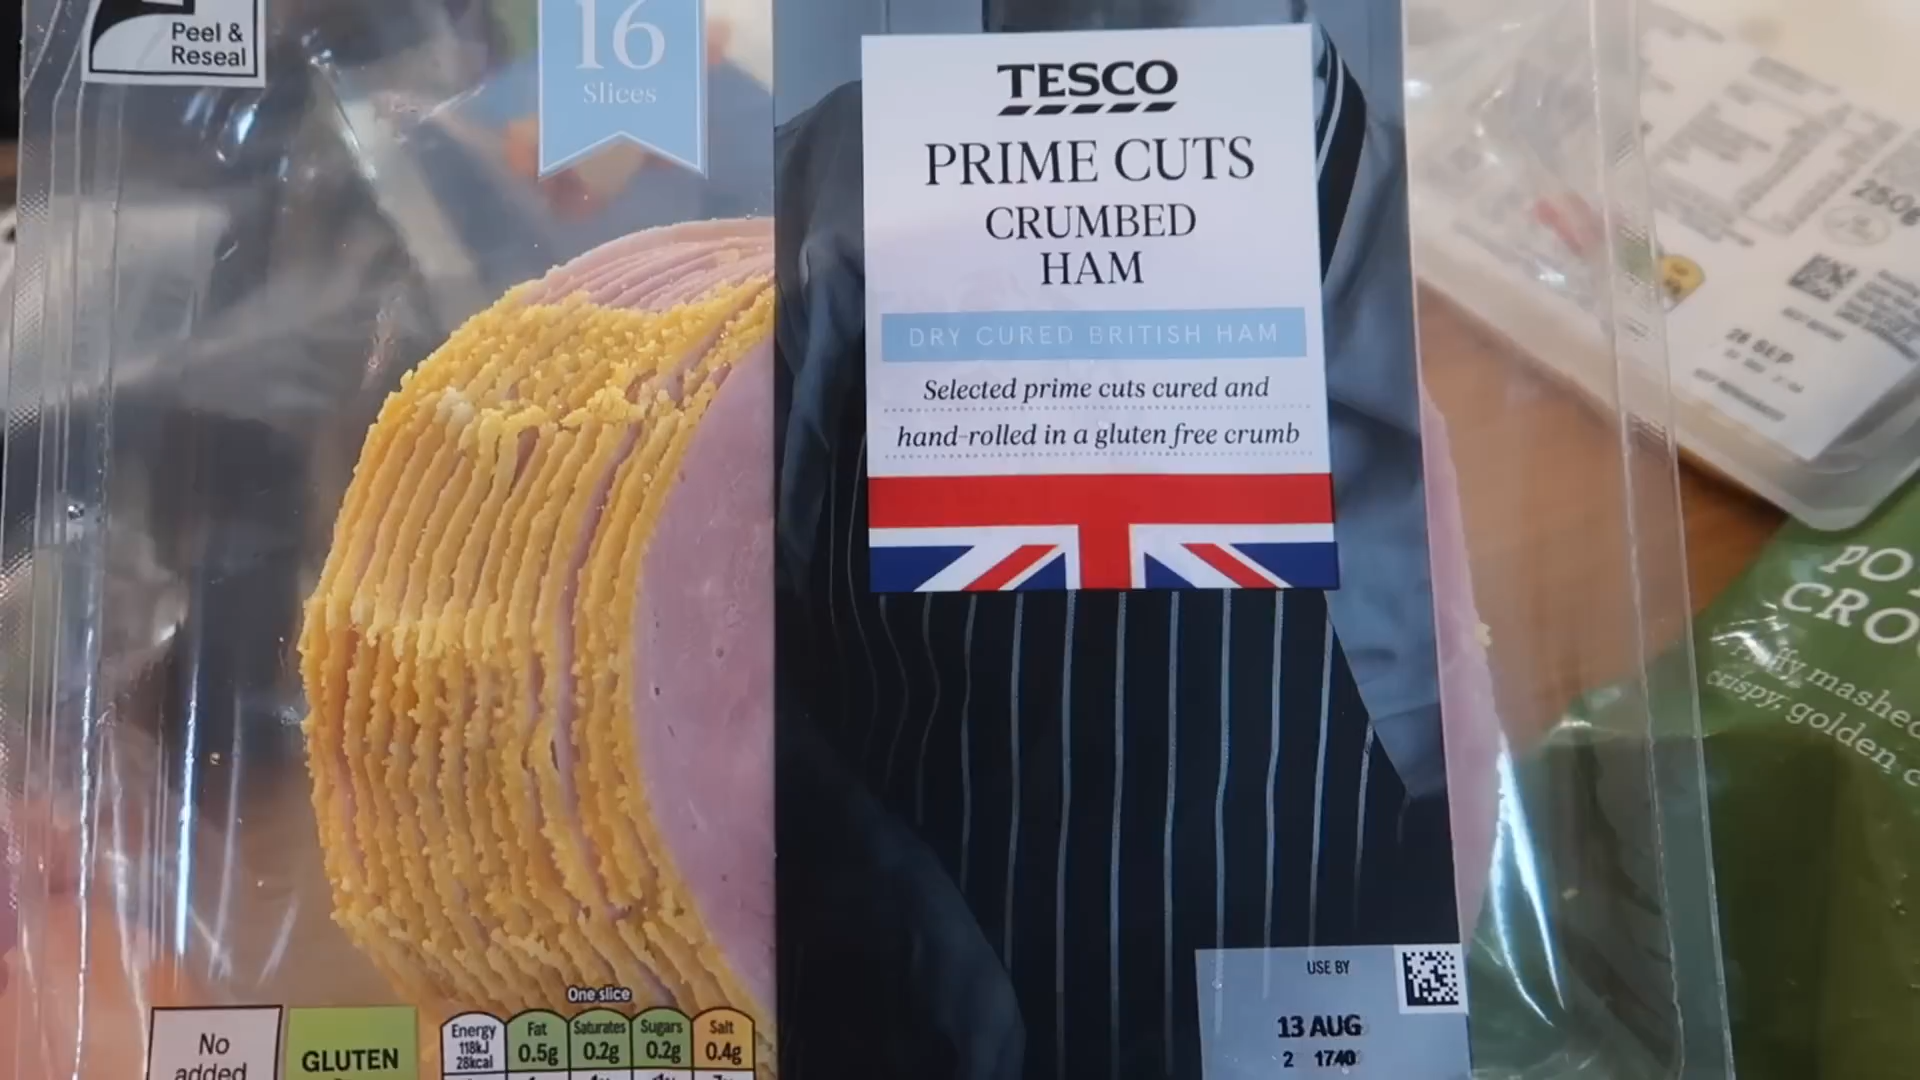 Peel &
Reseal
16
Slices
TESCO
PRIME CUTS
CRUMBED
HAM
DRY CURED BRITISH HAM
Selected prime cuts cured and
hand-rolled in a gluten free crumb
USE BY
13 AUG
2 1740
One slice
Energy
118kJ
28kcal
Fat
0.5g
Saturates
0.2g
Sugars
0.2g
Salt
0.4g
No
added
GLUTEN
250g
28 SEP
CRO
mashed
crispy, golden